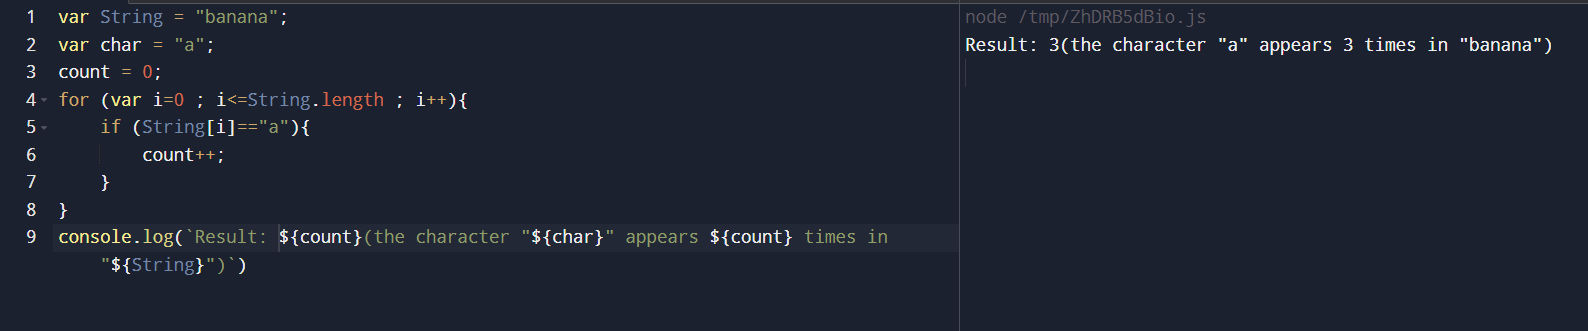 1 var String = "banana";
2 var char = "a";
3 count = 0;
4 for (var i=0 ; i<=String.length ; i++){
5 if (String[i]=="a"){
6 count++;
7 }
8 }
9 console.log(`Result: ${count}(the character "${char}" appears ${count} times in
"${String}")`)
node /tmp/ZhDRB5dBio.js
Result: 3(the character "a" appears 3 times in "banana")